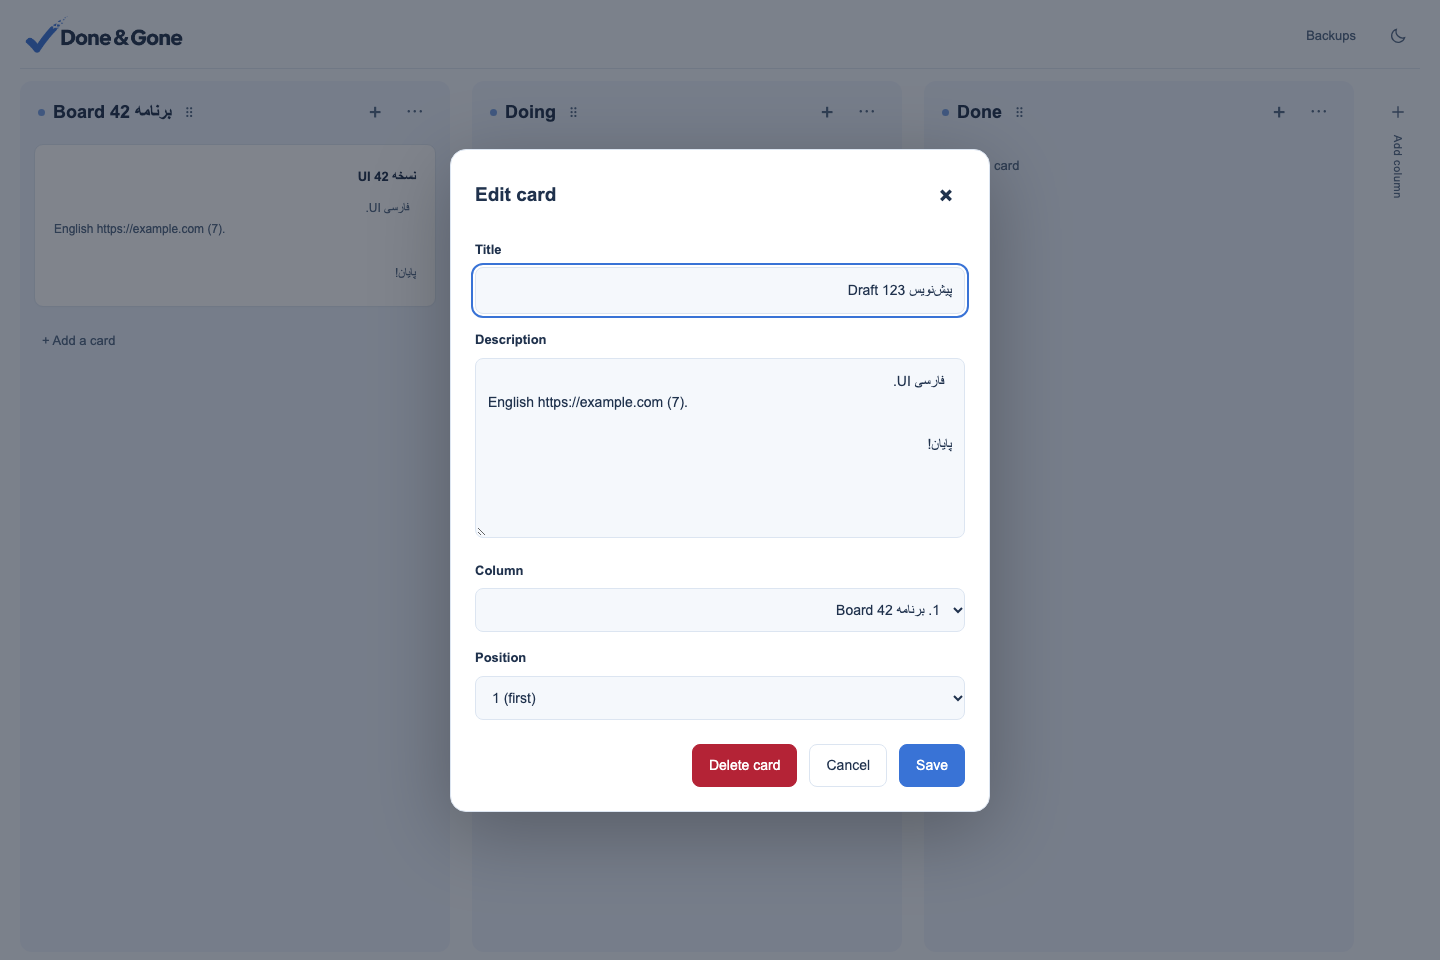 Done & Gone
Backups
برنامه Board 42
Doing
Done
نسخه UI 42
فارسی UI.
English https://example.com (7).
پایان!
+ Add a card
card
Add column
Edit card
Title
پیش‌نویس Draft 123
Description
فارسی UI.
English https://example.com (7).
پایان!
Column
1. برنامه Board 42
Position
1 (first)
Delete card
Cancel
Save